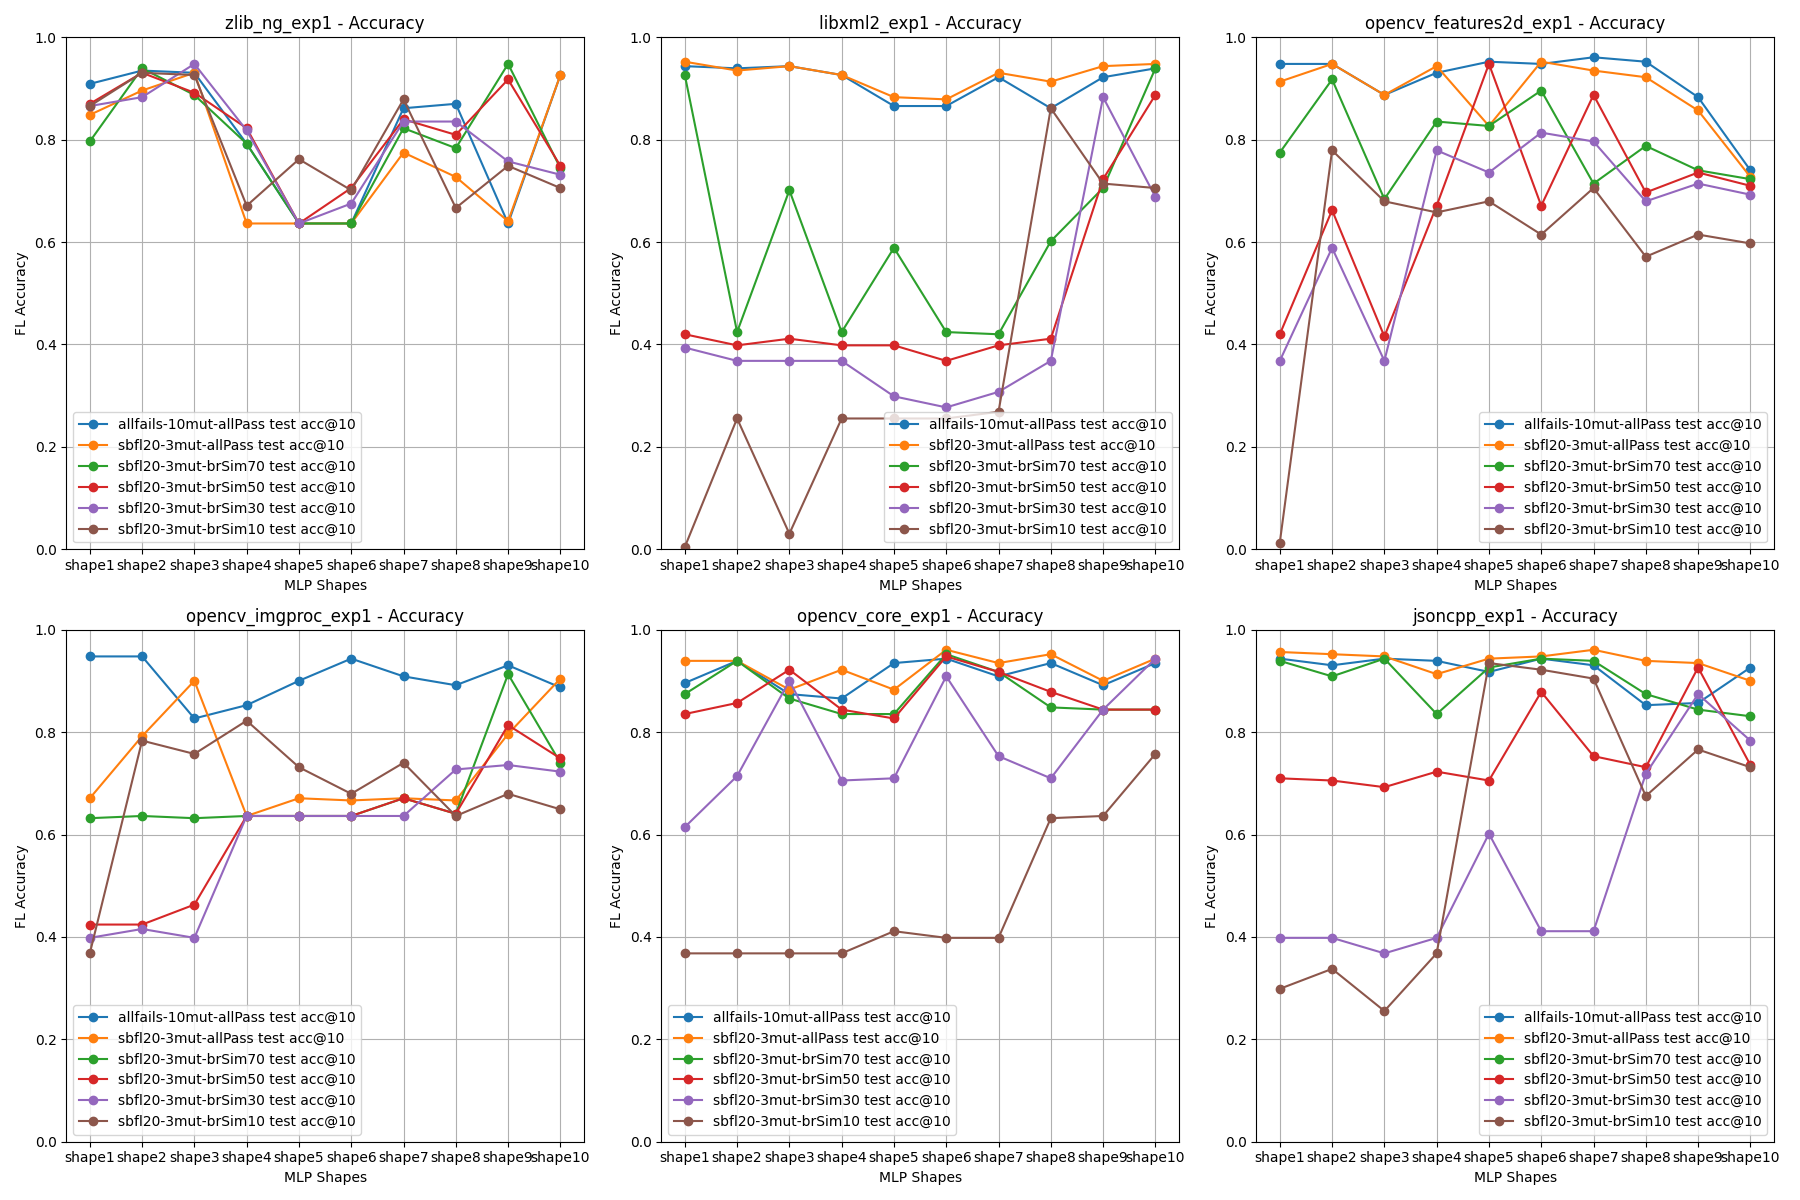 zlib_ng_exp1 - Accuracy
FL Accuracy
1.0
0.8
0.6
0.4
0.2
0.0
allfails-10mut-allPass test acc@10
sbfl20-3mut-allPass test acc@10
sbfl20-3mut-brSim70 test acc@10
sbfl20-3mut-brSim50 test acc@10
sbfl20-3mut-brSim30 test acc@10
sbfl20-3mut-brSim10 test acc@10
shape1 shape2 shape3 shape4 shape5 shape6 shape7 shape8 shape9 shape10
MLP Shapes
libxml2_exp1 - Accuracy
FL Accuracy
1.0
0.8
0.6
0.4
0.2
0.0
allfails-10mut-allPass test acc@10
sbfl20-3mut-allPass test acc@10
sbfl20-3mut-brSim70 test acc@10
sbfl20-3mut-brSim50 test acc@10
sbfl20-3mut-brSim30 test acc@10
sbfl20-3mut-brSim10 test acc@10
shape1 shape2 shape3 shape4 shape5 shape6 shape7 shape8 shape9 shape10
MLP Shapes
opencv_features2d_exp1 - Accuracy
FL Accuracy
1.0
0.8
0.6
0.4
0.2
0.0
allfails-10mut-allPass test acc@10
sbfl20-3mut-allPass test acc@10
sbfl20-3mut-brSim70 test acc@10
sbfl20-3mut-brSim50 test acc@10
sbfl20-3mut-brSim30 test acc@10
sbfl20-3mut-brSim10 test acc@10
shape1 shape2 shape3 shape4 shape5 shape6 shape7 shape8 shape9 shape10
MLP Shapes
opencv_imgproc_exp1 - Accuracy
FL Accuracy
1.0
0.8
0.6
0.4
0.2
0.0
allfails-10mut-allPass test acc@10
sbfl20-3mut-allPass test acc@10
sbfl20-3mut-brSim70 test acc@10
sbfl20-3mut-brSim50 test acc@10
sbfl20-3mut-brSim30 test acc@10
sbfl20-3mut-brSim10 test acc@10
shape1 shape2 shape3 shape4 shape5 shape6 shape7 shape8 shape9 shape10
MLP Shapes
opencv_core_exp1 - Accuracy
FL Accuracy
1.0
0.8
0.6
0.4
0.2
0.0
allfails-10mut-allPass test acc@10
sbfl20-3mut-allPass test acc@10
sbfl20-3mut-brSim70 test acc@10
sbfl20-3mut-brSim50 test acc@10
sbfl20-3mut-brSim30 test acc@10
sbfl20-3mut-brSim10 test acc@10
shape1 shape2 shape3 shape4 shape5 shape6 shape7 shape8 shape9 shape10
MLP Shapes
jsoncpp_exp1 - Accuracy
FL Accuracy
1.0
0.8
0.6
0.4
0.2
0.0
allfails-10mut-allPass test acc@10
sbfl20-3mut-allPass test acc@10
sbfl20-3mut-brSim70 test acc@10
sbfl20-3mut-brSim50 test acc@10
sbfl20-3mut-brSim30 test acc@10
sbfl20-3mut-brSim10 test acc@10
shape1 shape2 shape3 shape4 shape5 shape6 shape7 shape8 shape9 shape10
MLP Shapes